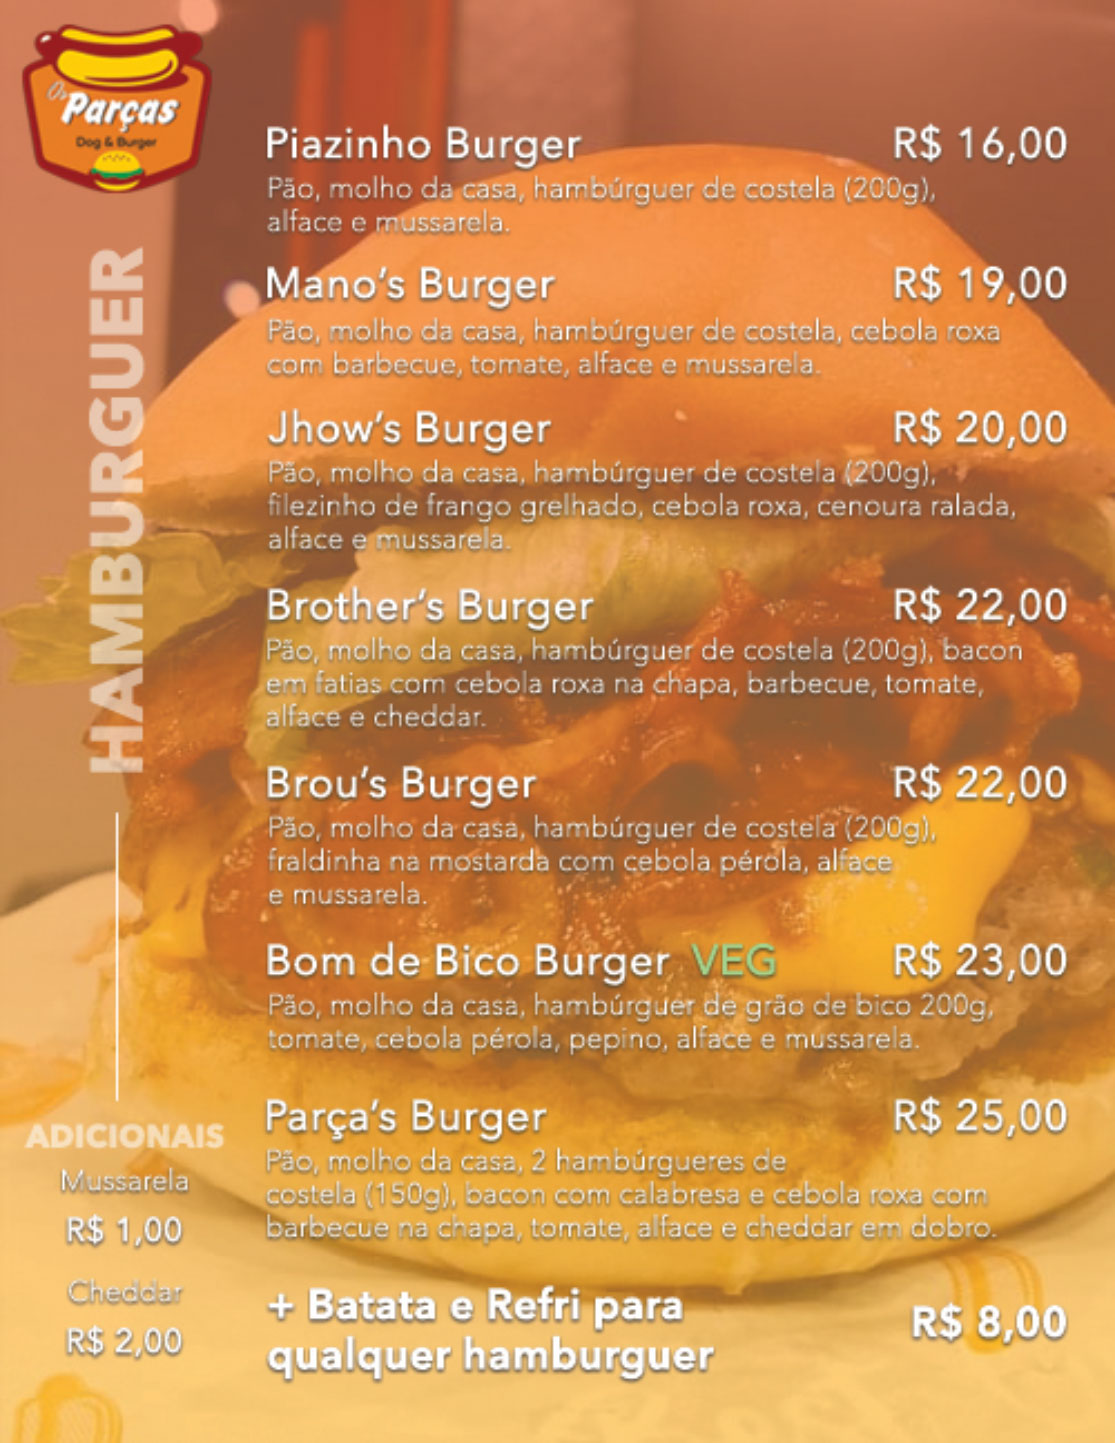 Os
Parças
Dog & Burger
HAMBURGUER
Piazinho Burger R$ 16,00
Pão, molho da casa, hambúrguer de costela (200g),
alface e mussarela.
Mano's Burger R$ 19,00
Pão, molho da casa, hambúrguer de costela, cebola roxa
com barbecue, tomate, alface e mussarela.
Jhow's Burger R$ 20,00
Pão, molho da casa, hambúrguer de costela (200g),
filezinho de frango grelhado, cebola roxa, cenoura ralada,
alface e mussarela.
Brother's Burger R$ 22,00
Pão, molho da casa, hambúrguer de costela (200g), bacon
em fatias com cebola roxa na chapa, barbecue, tomate,
alface e cheddar.
Brou's Burger R$ 22,00
Pão, molho da casa, hambúrguer de costela (200g),
fraldinha na mostarda com cebola pérola, alface
e mussarela.
Bom de Bico Burger VEG R$ 23,00
Pão, molho da casa, hambúrguer de grão de bico 200g,
tomate, cebola pérola, pepino, alface e mussarela.
Parça's Burger R$ 25,00
Pão, molho da casa, 2 hambúrgueres de
costela (150g), bacon com calabresa e cebola roxa com
barbecue na chapa, tomate, alface e cheddar em dobro.
+ Batata e Refri para
qualquer hamburguer R$ 8,00
ADICIONAIS
Mussarela
R$ 1,00
Cheddar
R$ 2,00